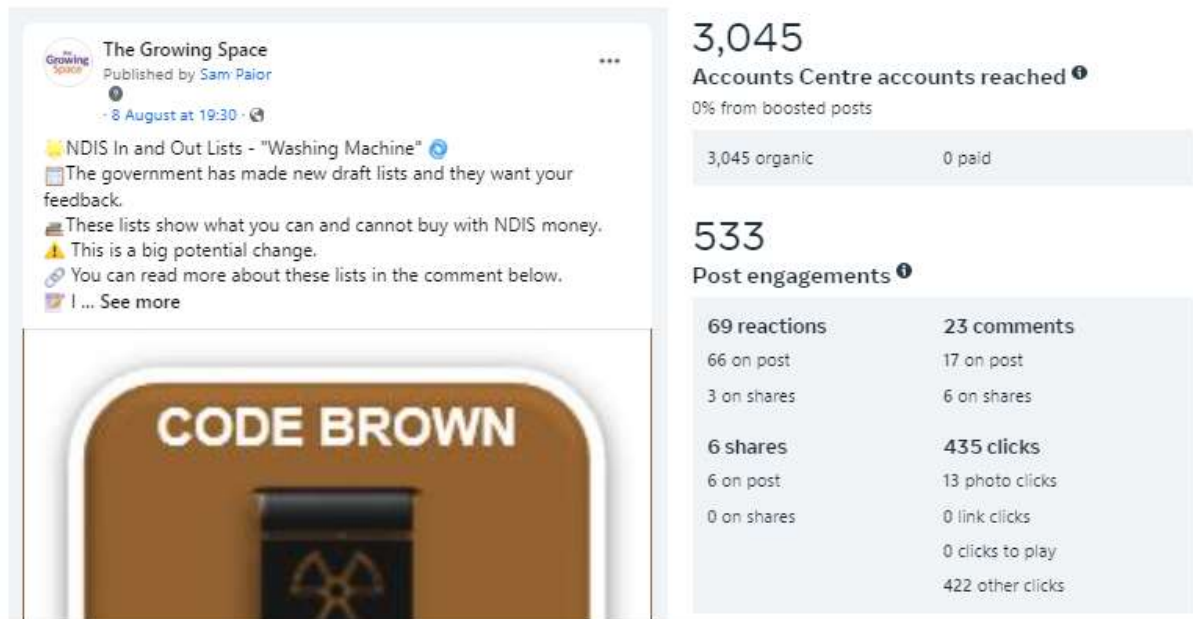 The Growing Space
Published by Sam Paior
· 8 August at 19:30 ·
NDIS In and Out Lists - "Washing Machine"
The government has made new draft lists and they want your
feedback.
These lists show what you can and cannot buy with NDIS money.
This is a big potential change.
You can read more about these lists in the comment below.
I ... See more
CODE BROWN
3,045
Accounts Centre accounts reached
0% from boosted posts
3,045 organic 0 paid
533
Post engagements
69 reactions 23 comments
66 on post 17 on post
3 on shares 6 on shares
6 shares 435 clicks
6 on post 13 photo clicks
0 on shares 0 link clicks
0 clicks to play
422 other clicks
the Growing Space